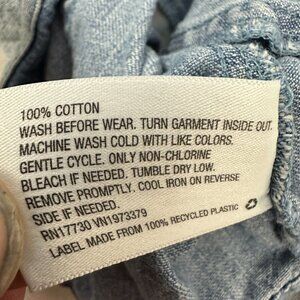 100% COTTON
WASH BEFORE WEAR. TURN GARMENT INSIDE OUT.
MACHINE WASH COLD WITH LIKE COLORS.
GENTLE CYCLE. ONLY NON-CHLORINE
BLEACH IF NEEDED. TUMBLE DRY LOW.
REMOVE PROMPTLY. COOL IRON ON REVERSE
SIDE IF NEEDED.
RN17730 VN1973379
LABEL MADE FROM 100% RECYCLED PLASTIC